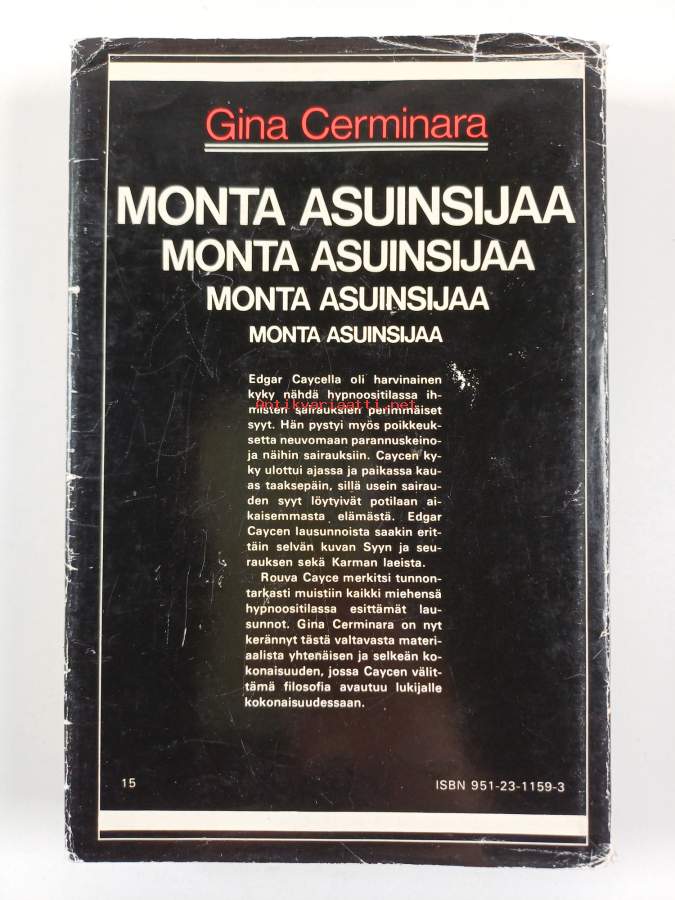 Gina Cerminara
MONTA ASUINSIJAA
MONTA ASUINSIJAA
MONTA ASUINSIJAA
MONTA ASUINSIJAA
Edgar Caycella oli harvinainen
kyky nähdä hypnoositilassa ih-
Antikvariaatti.net
misten sairauksien perimmäiset
syyt. Hän pystyi myös poikkeuk-
setta neuvomaan parannuskeino-
ja näihin sairauksiin. Caycen ky-
ky ulottui ajassa ja paikassa kau-
as taaksepäin, sillä usein sairau-
den syyt löytyivät potilaan ai-
kaisemmasta elämästä. Edgar
Caycen lausunnoista saakin erit-
täin selvän kuvan Syyn ja seu-
rauksen sekä Karman laeista.
Rouva Cayce merkitsi tunnon-
tarkasti muistiin kaikki miehensä
hypnoositilassa esittämät lau-
sunnot. Gina Cerminara on nyt
kerännyt tästä valtavasta materi-
aalista yhtenäisen ja selkeän ko-
konaisuuden, jossa Caycen välit-
tämä filosofia avautuu lukijalle
kokonaisuudessaan.
15
ISBN 951-23-1159-3